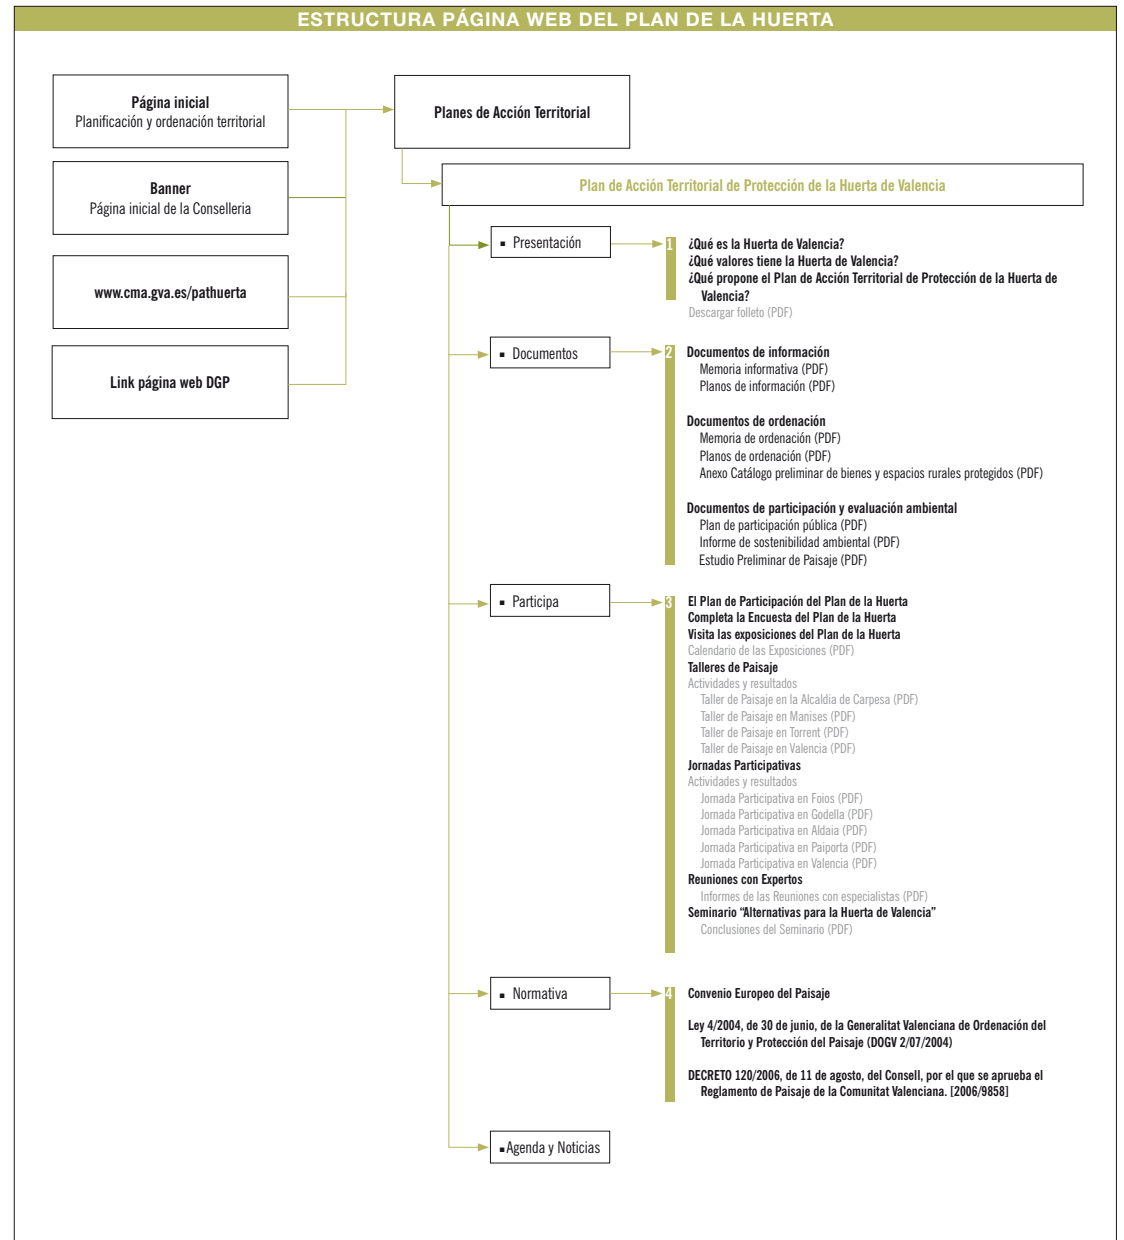 ESTRUCTURA PÁGINA WEB DEL PLAN DE LA HUERTA
Página inicial
Planificación y ordenación territorial
Banner
Página inicial de la Conselleria
www.cma.gva.es/pathuerta
Link página web DGP
Planes de Acción Territorial
Plan de Acción Territorial de Protección de la Huerta de Valencia
▪ Presentación
1
¿Qué es la Huerta de Valencia?
¿Qué valores tiene la Huerta de Valencia?
¿Qué propone el Plan de Acción Territorial de Protección de la Huerta de
Valencia?
Descargar folleto (PDF)
▪ Documentos
2
Documentos de información
Memoria informativa (PDF)
Planos de información (PDF)
Documentos de ordenación
Memoria de ordenación (PDF)
Planos de ordenación (PDF)
Anexo Catálogo preliminar de bienes y espacios rurales protegidos (PDF)
Documentos de participación y evaluación ambiental
Plan de participación pública (PDF)
Informe de sostenibilidad ambiental (PDF)
Estudio Preliminar de Paisaje (PDF)
▪ Participa
3
El Plan de Participación del Plan de la Huerta
Completa la Encuesta del Plan de la Huerta
Visita las exposiciones del Plan de la Huerta
Calendario de las Exposiciones (PDF)
Talleres de Paisaje
Actividades y resultados
Taller de Paisaje en la Alcaldia de Carpesa (PDF)
Taller de Paisaje en Manises (PDF)
Taller de Paisaje en Torrent (PDF)
Taller de Paisaje en Valencia (PDF)
Jornadas Participativas
Actividades y resultados
Jornada Participativa en Foios (PDF)
Jornada Participativa en Godella (PDF)
Jornada Participativa en Aldaia (PDF)
Jornada Participativa en Paiporta (PDF)
Jornada Participativa en Valencia (PDF)
Reuniones con Expertos
Informes de las Reuniones con especialistas (PDF)
Seminario “Alternativas para la Huerta de Valencia”
Conclusiones del Seminario (PDF)
▪ Normativa
4
Convenio Europeo del Paisaje
Ley 4/2004, de 30 de junio, de la Generalitat Valenciana de Ordenación del
Territorio y Protección del Paisaje (DOGV 2/07/2004)
DECRETO 120/2006, de 11 de agosto, del Consell, por el que se aprueba el
Reglamento de Paisaje de la Comunitat Valenciana. [2006/9858]
▪Agenda y Noticias